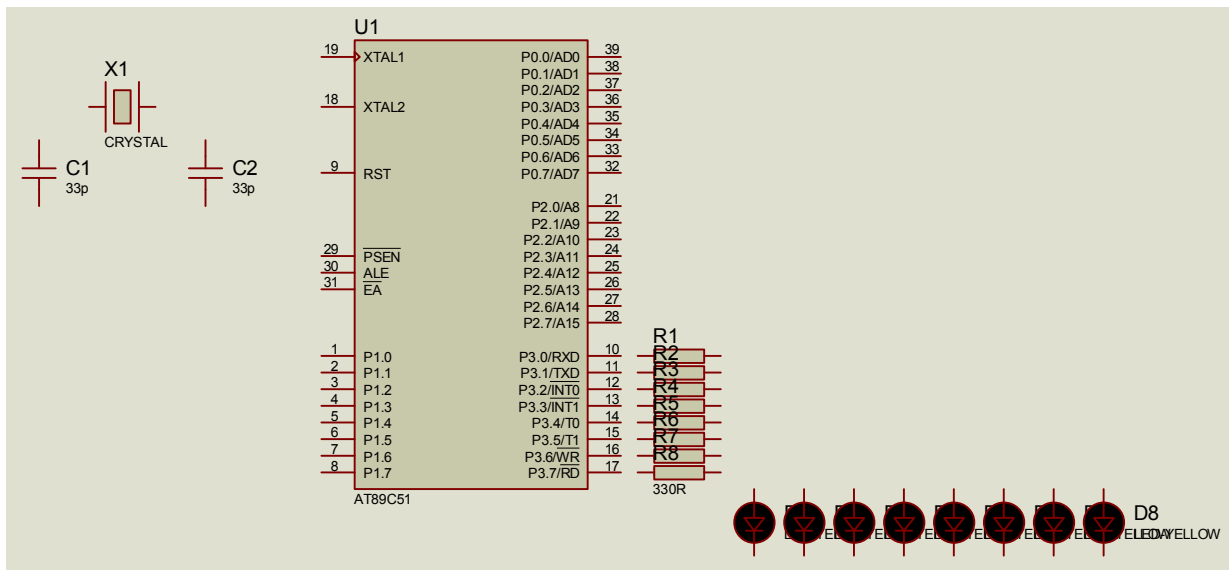 U1
X1
CRYSTAL
C1
33p
C2
33p
19 XTAL1
18 XTAL2
9 RST
29 PSEN
30 ALE
31 EA
1 P1.0
2 P1.1
3 P1.2
4 P1.3
5 P1.4
6 P1.5
7 P1.6
8 P1.7
P0.0/AD0 39
P0.1/AD1 38
P0.2/AD2 37
P0.3/AD3 36
P0.4/AD4 35
P0.5/AD5 34
P0.6/AD6 33
P0.7/AD7 32
P2.0/A8 21
P2.1/A9 22
P2.2/A10 23
P2.3/A11 24
P2.4/A12 25
P2.5/A13 26
P2.6/A14 27
P2.7/A15 28
P3.0/RXD 10
P3.1/TXD 11
P3.2/INT0 12
P3.3/INT1 13
P3.4/T0 14
P3.5/T1 15
P3.6/WR 16
P3.7/RD 17
AT89C51
R1
R2
R3
R4
R5
R6
R7
R8
330R
D8